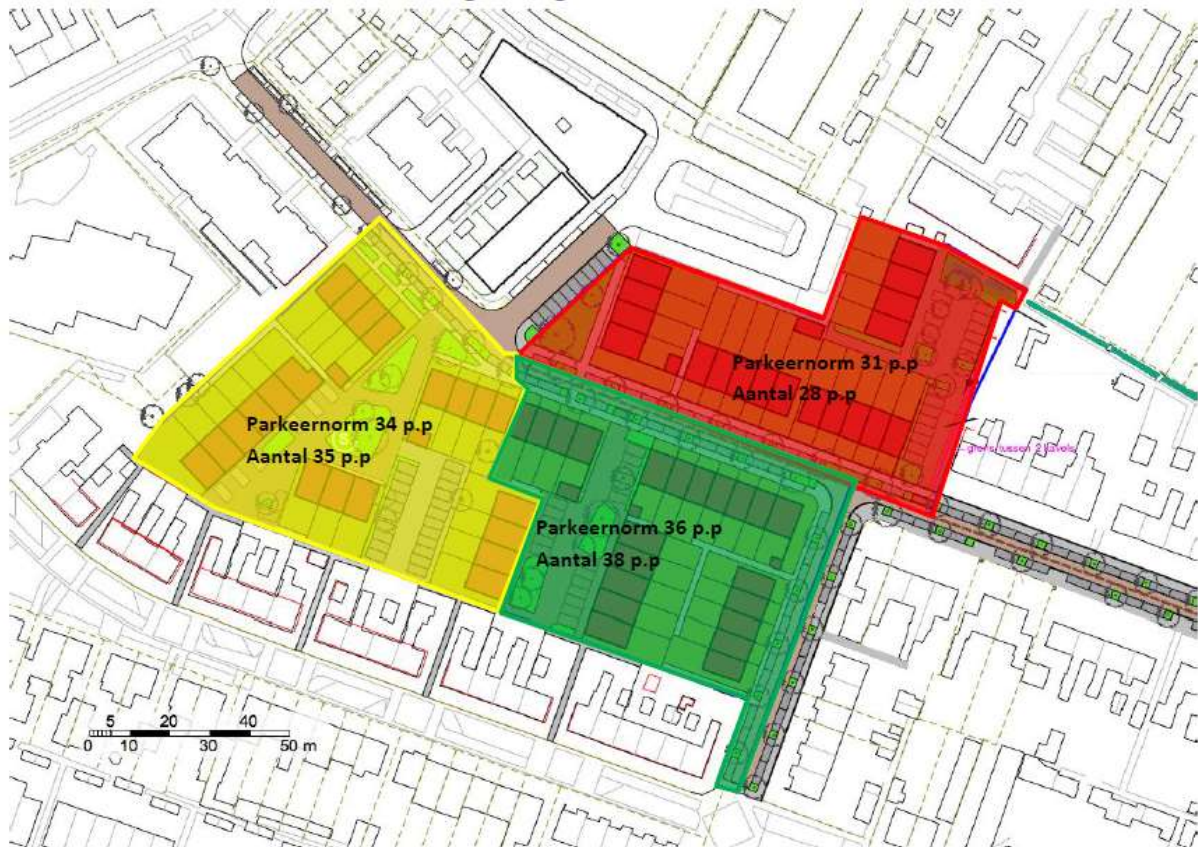 Parkeernorm 31 p.p
Aantal 28 p.p
Parkeernorm 34 p.p
Aantal 35 p.p
Parkeernorm 36 p.p
Aantal 38 p.p
5 20 40
0 10 30 50 m